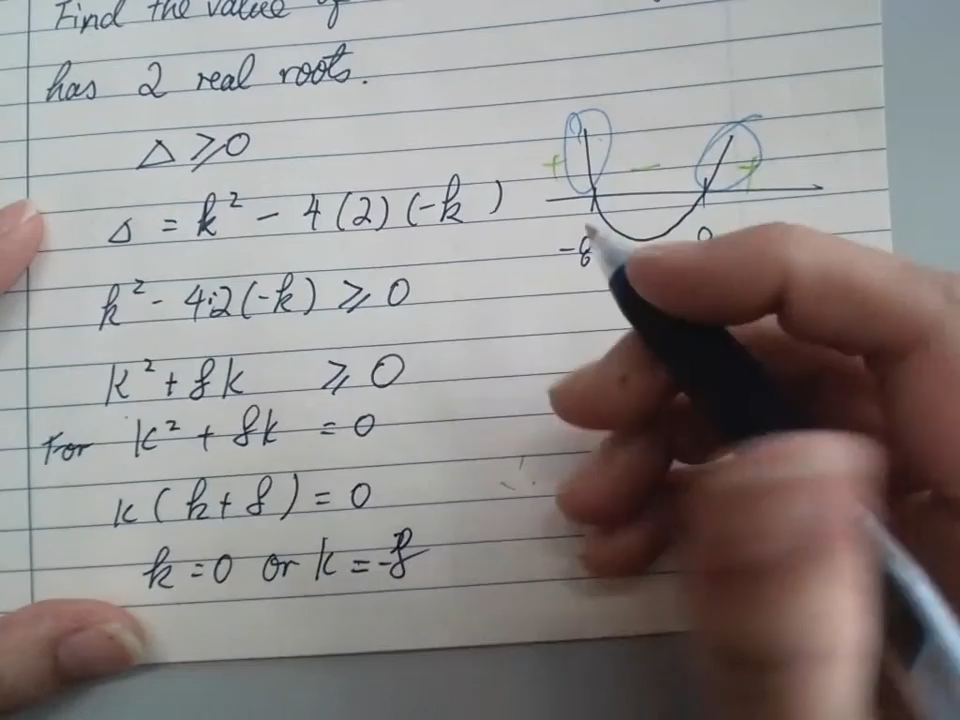 Find the value of
has 2 real roots.
△ ⩾ 0
△ = k² - 4(2)(-k)
k² - 4·2(-k) ⩾ 0
k² + 8k ⩾ 0
For k² + 8k = 0
k(k+8) = 0
k = 0 or k = -8
+ - +
-8 0